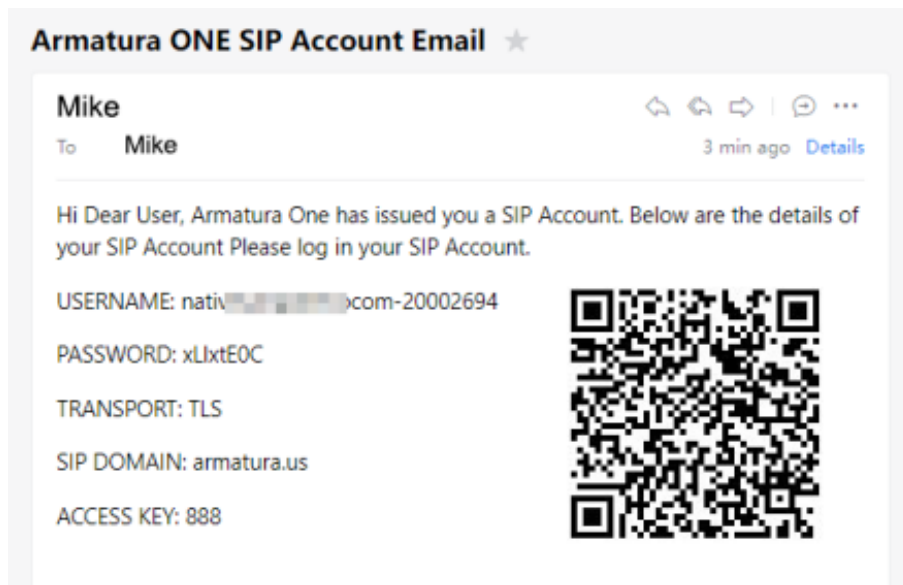 Armatura ONE SIP Account Email
Mike
To Mike
3 min ago Details
Hi Dear User, Armatura One has issued you a SIP Account. Below are the details of
your SIP Account Please log in your SIP Account.
USERNAME: nativ com-20002694
PASSWORD: xLlxtE0C
TRANSPORT: TLS
SIP DOMAIN: armatura.us
ACCESS KEY: 888